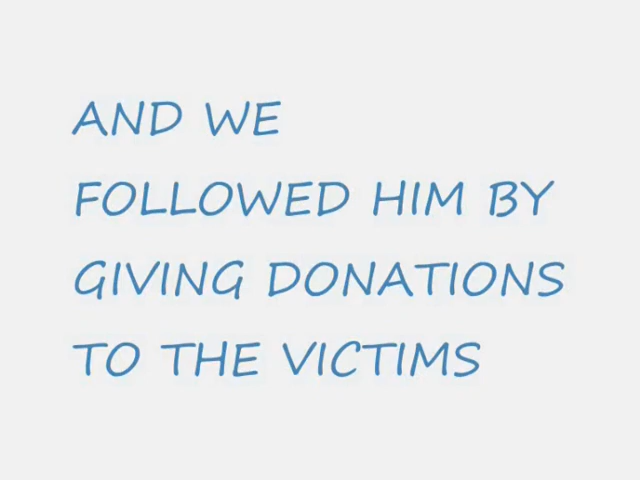 AND WE
FOLLOWED HIM BY
GIVING DONATIONS
TO THE VICTIMS